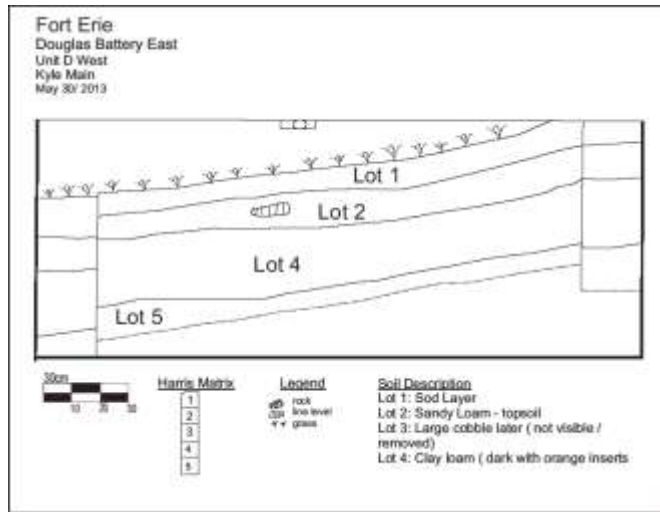 Fort Erie
Douglas Battery East
Unit D West
Kyle Main
May 30/ 2013
Lot 1
Lot 2
Lot 4
Lot 5
30cm
10 20 30
Harris Matrix
1
2
3
4
5
Legend
rock
line level
grass
Soil Description
Lot 1: Sod Layer
Lot 2: Sandy Loam - topsoil
Lot 3: Large cobble later ( not visible /
removed)
Lot 4: Clay loam ( dark with orange inserts